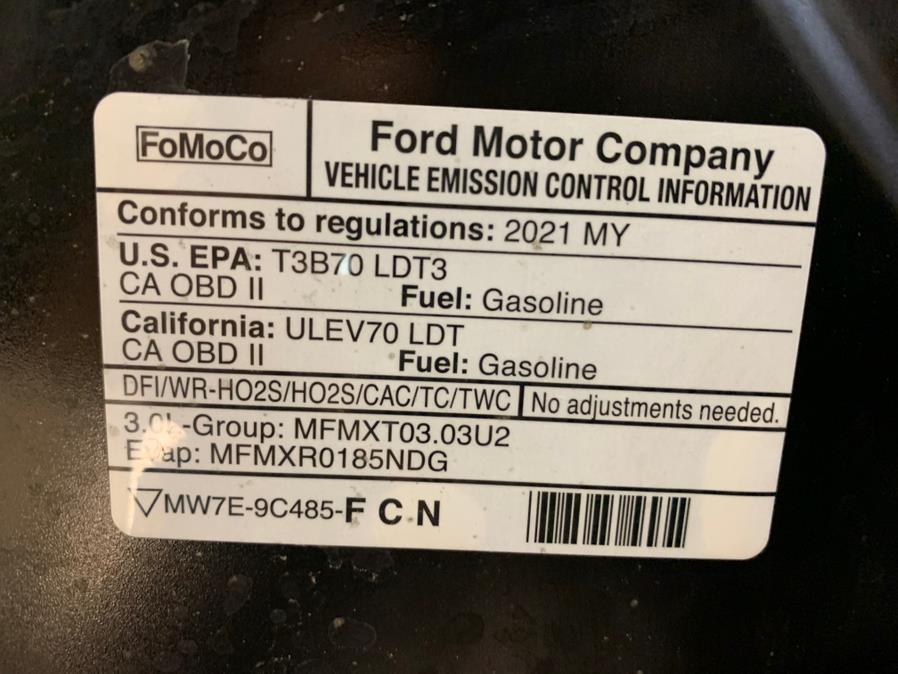 FoMoCo
Ford Motor Company
VEHICLE EMISSION CONTROL INFORMATION
Conforms to regulations: 2021 MY
U.S. EPA: T3B70 LDT3
CA OBD II Fuel: Gasoline
California: ULEV70 LDT
CA OBD II Fuel: Gasoline
DFI/WR-HO2S/HO2S/CAC/TC/TWC No adjustments needed.
3.0L-Group: MFMXT03.03U2
Evap: MFMXR0185NDG
MW7E-9C485-F C N